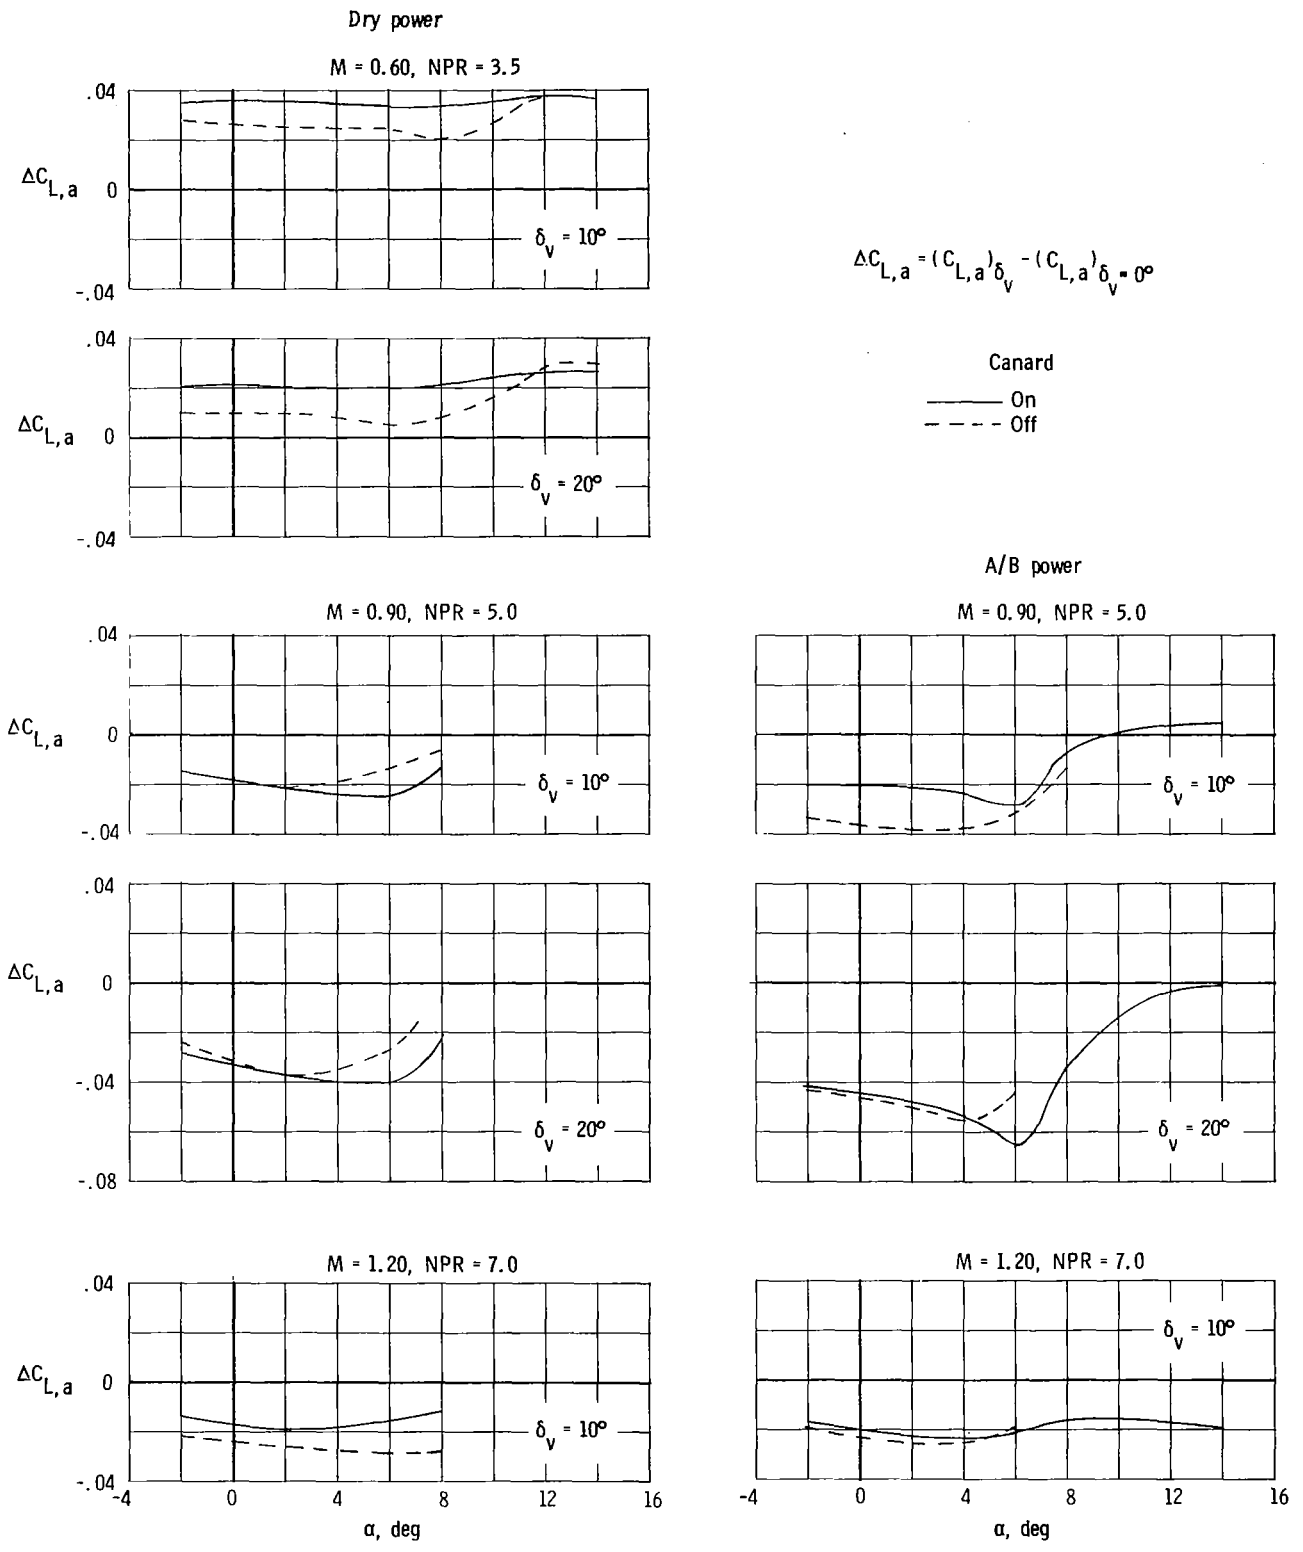 Dry power
M = 0.60, NPR = 3.5
.04
ΔC_L,a 0
δ_v = 10°
-.04
ΔC_L,a = (C_L,a)_δ_v - (C_L,a)_δ_v = 0°
.04
ΔC_L,a 0
δ_v = 20°
-.04
Canard
On
Off
A/B power
M = 0.90, NPR = 5.0
.04
ΔC_L,a 0
δ_v = 10°
-.04
M = 0.90, NPR = 5.0
δ_v = 10°
.04
ΔC_L,a 0
-.04
δ_v = 20°
-.08
δ_v = 20°
M = 1.20, NPR = 7.0
.04
ΔC_L,a 0
δ_v = 10°
-.04
-4 0 4 8 12 16
α, deg
M = 1.20, NPR = 7.0
δ_v = 10°
-4 0 4 8 12 16
α, deg